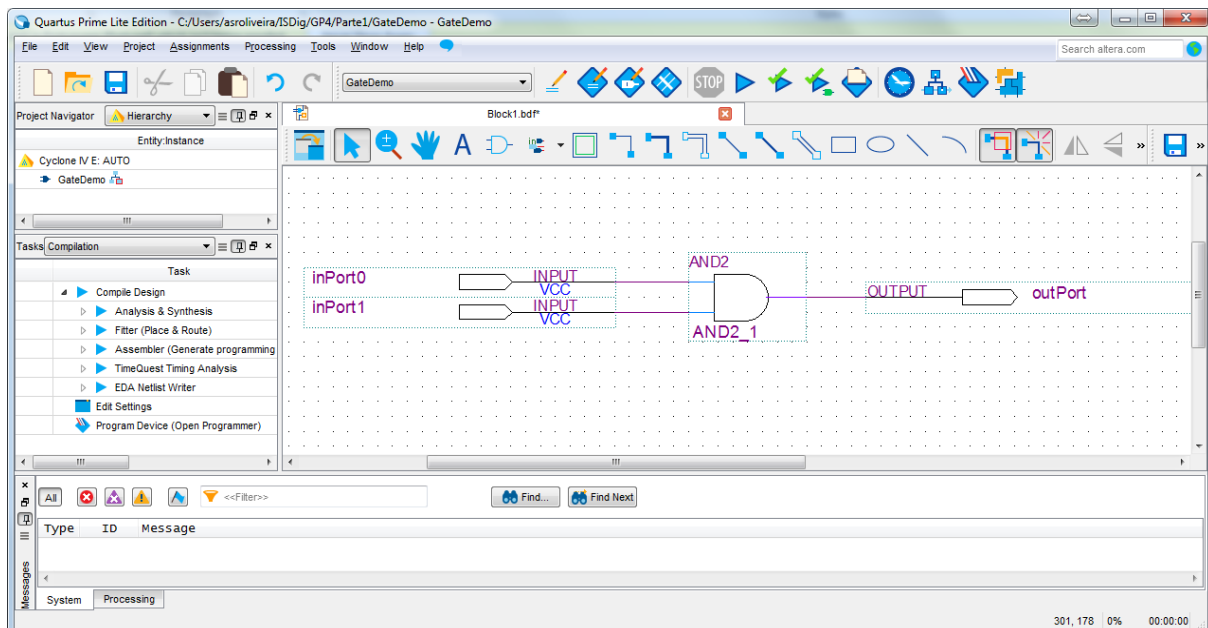 Quartus Prime Lite Edition - C:/Users/asroliveira/ISDig/GP4/Parte1/GateDemo - GateDemo
File Edit View Project Assignments Processing Tools Window Help
Search altera.com
GateDemo
STOP
Project Navigator Hierarchy
Block1.bdf*
Entity:Instance
Cyclone IV E: AUTO
GateDemo
Tasks Compilation
Task
Compile Design
Analysis & Synthesis
Fitter (Place & Route)
Assembler (Generate programming
TimeQuest Timing Analysis
EDA Netlist Writer
Edit Settings
Program Device (Open Programmer)
A
AND2
inPort0 INPUT
VCC
OUTPUT outPort
inPort1 INPUT
VCC
AND2_1
All <<Filter>> Find... Find Next
Type ID Message
Messages
System Processing
301, 178 0% 00:00:00